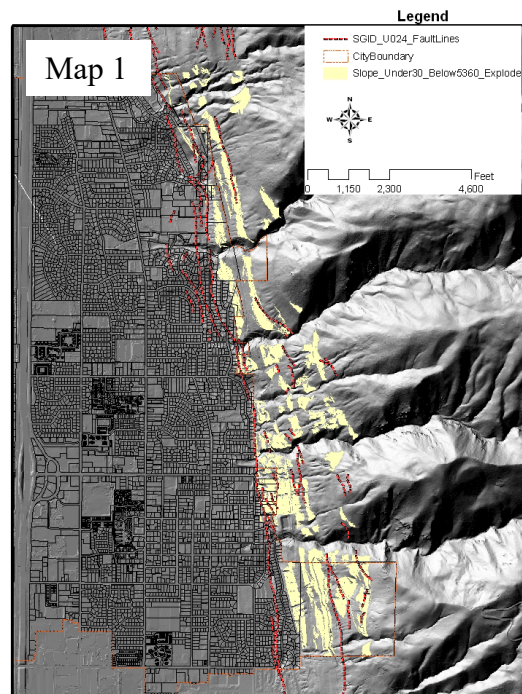 Legend
SGID_U024_FaultLines
CityBoundary
Slope_Under30_Below5360_Explode
N
W E
S
Feet
0 1,150 2,300 4,600
Map 1